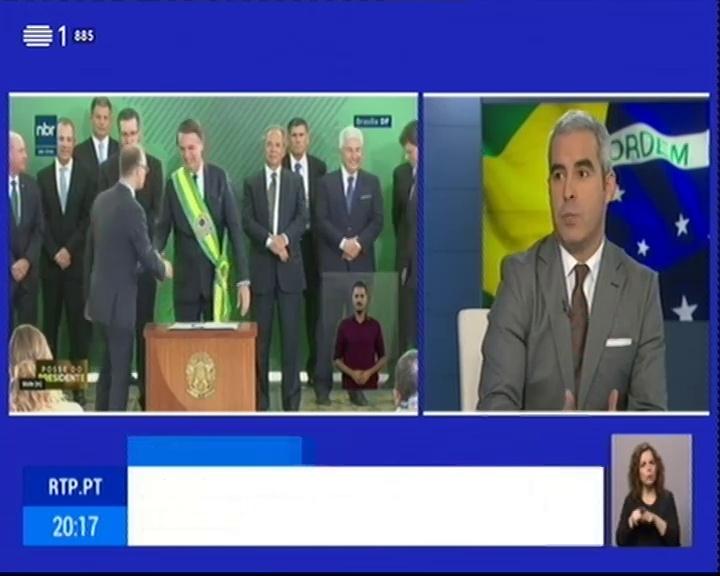 1 885
nbr
Brasília DF
ORDEM
POSSE DO
PRESIDENTE
RTP.PT
20:17